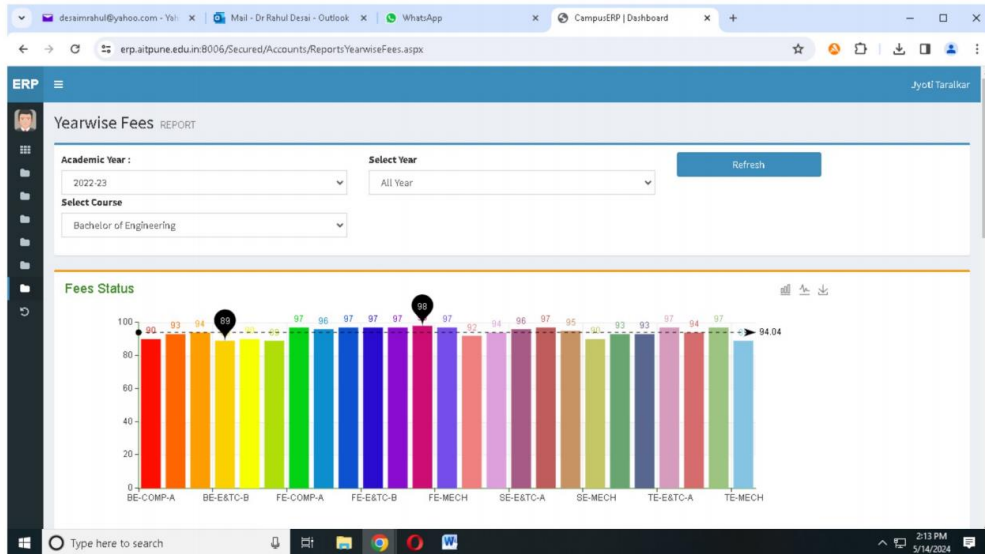 desaimrahul@yahoo.com - Yah
Mail - Dr Rahul Desai - Outlook
WhatsApp
CampusERP | Dashboard
erp.aitpune.edu.in:8006/Secured/Accounts/ReportsYearwiseFees.aspx
ERP
Jyoti Taralkar
Yearwise Fees REPORT
Academic Year :
Select Year
Refresh
2022-23
All Year
Select Course
Bachelor of Engineering
Fees Status
98
89
90 93 94 97 96 97 97 97 97 92 94 96 97 95 90 93 93 97 94 97
94.04
100
80
60
40
20
0
BE-COMP-A BE-E&TC-B FE-COMP-A FE-E&TC-B FE-MECH SE-E&TC-A SE-MECH TE-E&TC-A TE-MECH
Type here to search
2:13 PM
5/14/2024